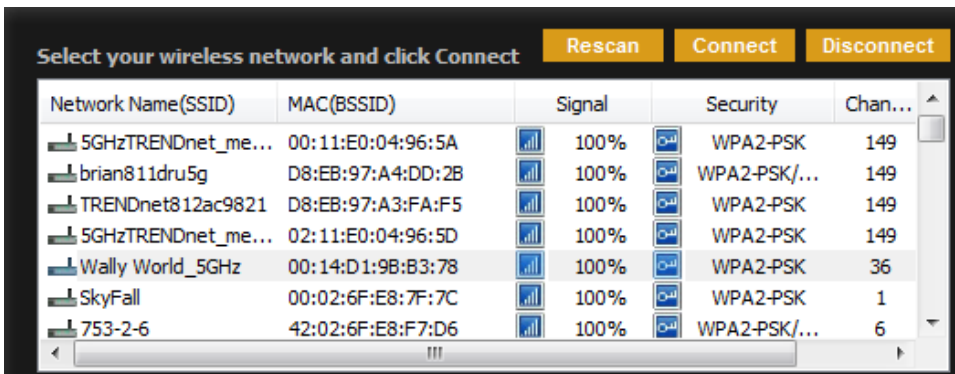 Select your wireless network and click Connect Rescan Connect Disconnect
Network Name(SSID) MAC(BSSID) Signal Security Chan...
5GHzTRENDnet_me... 00:11:E0:04:96:5A 100% WPA2-PSK 149
brian811dru5g D8:EB:97:A4:DD:2B 100% WPA2-PSK/... 149
TRENDnet812ac9821 D8:EB:97:A3:FA:F5 100% WPA2-PSK 149
5GHzTRENDnet_me... 02:11:E0:04:96:5D 100% WPA2-PSK 149
Wally World_5GHz 00:14:D1:9B:B3:78 100% WPA2-PSK 36
SkyFall 00:02:6F:E8:7F:7C 100% WPA2-PSK 1
753-2-6 42:02:6F:E8:F7:D6 100% WPA2-PSK/... 6